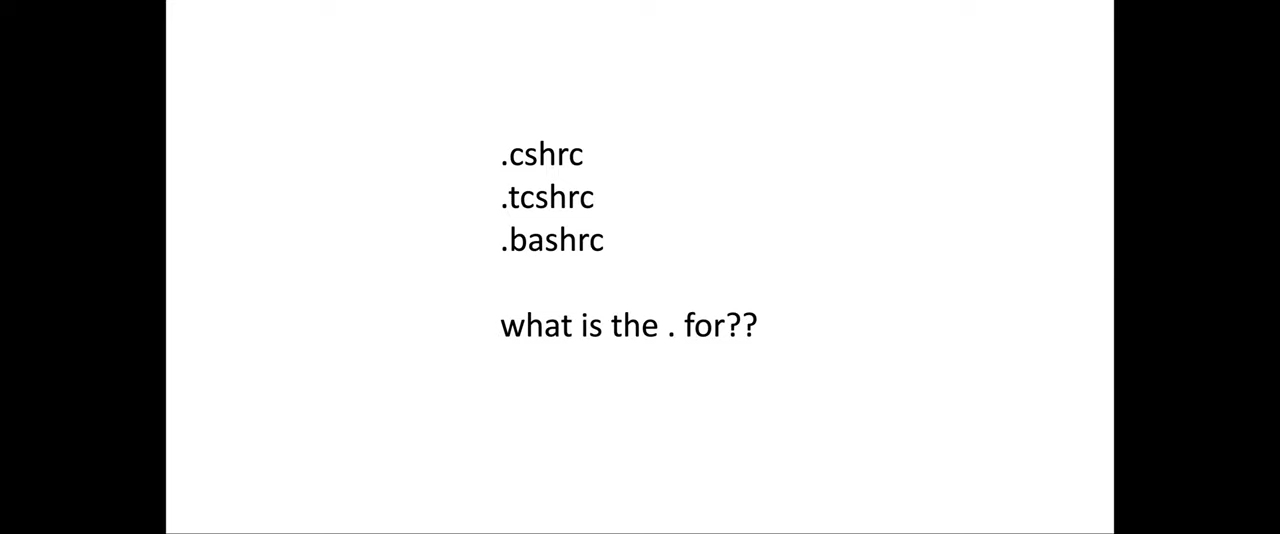 .cshrc
.tcshrc
.bashrc
what is the . for??